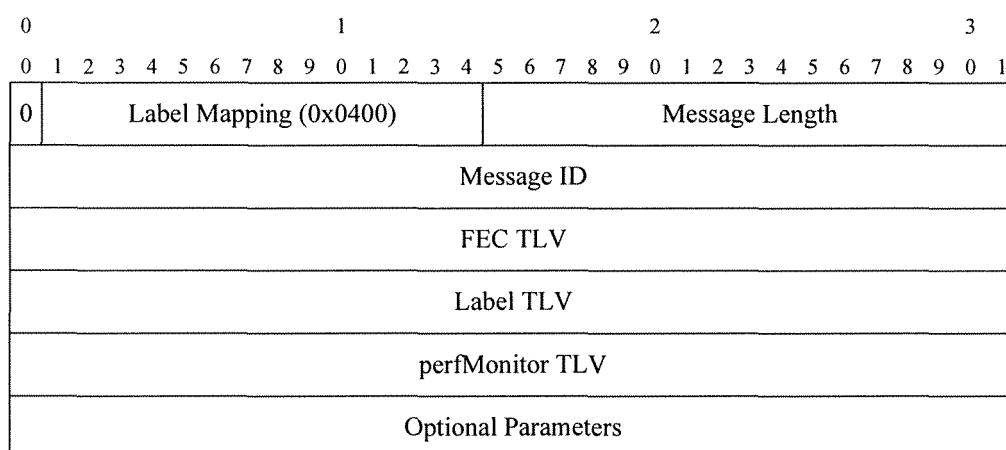 0 1 2 3
0 1 2 3 4 5 6 7 8 9 0 1 2 3 4 5 6 7 8 9 0 1 2 3 4 5 6 7 8 9 0 1
0 Label Mapping (0x0400) Message Length
Message ID
FEC TLV
Label TLV
perfMonitor TLV
Optional Parameters